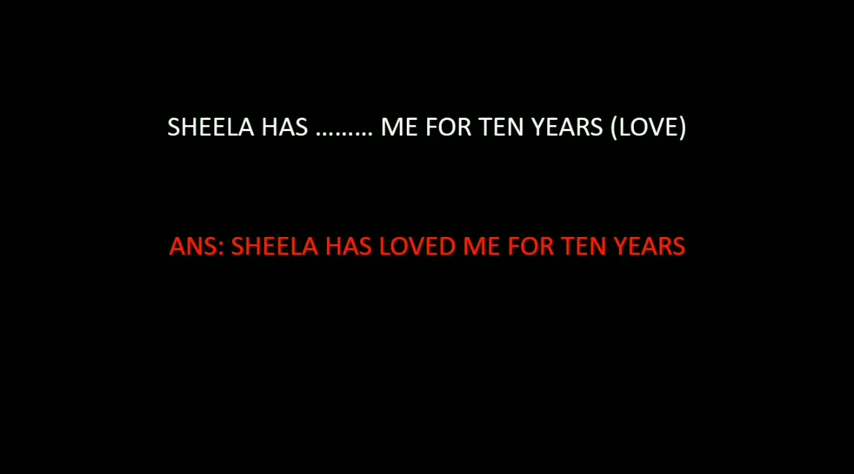 SHEELA HAS ......... ME FOR TEN YEARS (LOVE)
ANS: SHEELA HAS LOVED ME FOR TEN YEARS